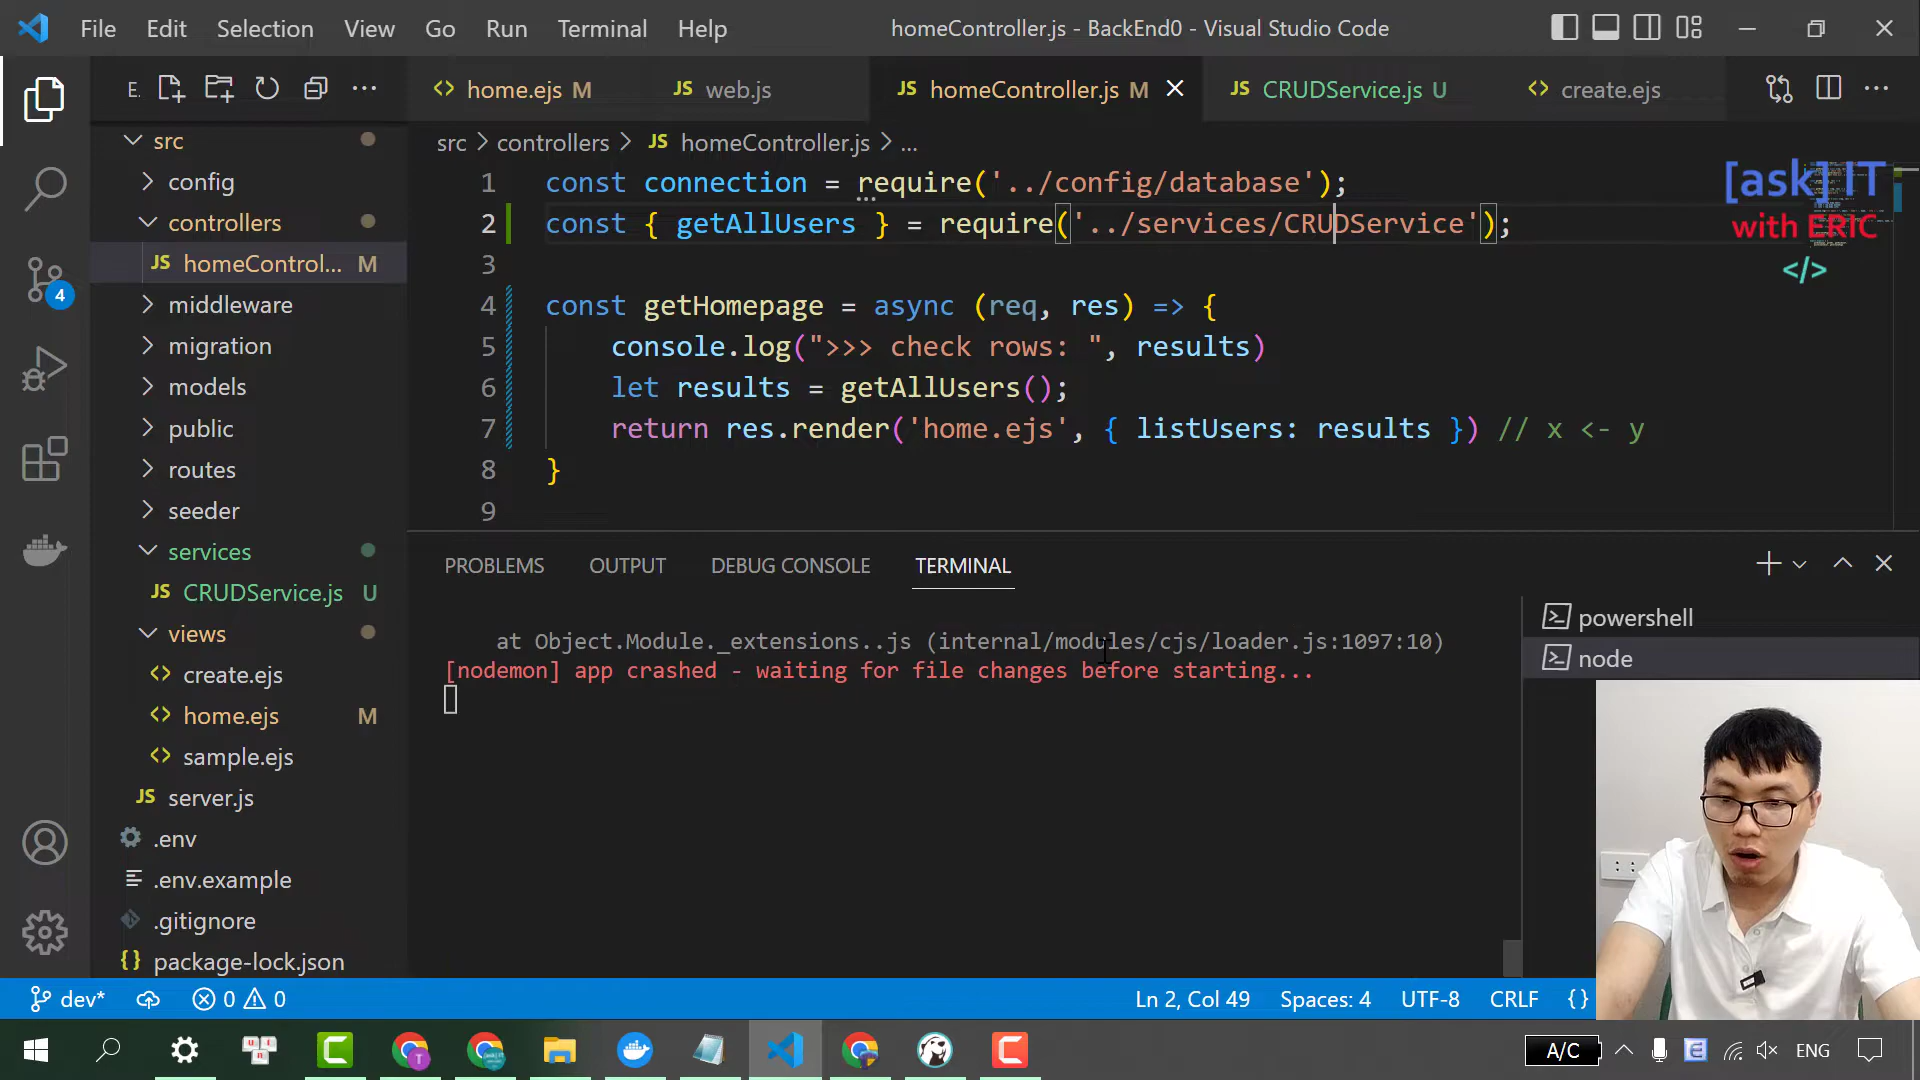 File Edit Selection View Go Run Terminal Help
homeController.js - BackEnd0 - Visual Studio Code
E.
home.ejs M
JS web.js
JS homeController.js M
JS CRUDService.js U
create.ejs
src
config
controllers
JS homeControl... M
middleware
migration
models
public
routes
seeder
services
JS CRUDService.js U
views
create.ejs
home.ejs M
sample.ejs
JS server.js
.env
.env.example
.gitignore
{} package-lock.json
src > controllers > JS homeController.js > ...
1 const connection = require('../config/database');
2 const { getAllUsers } = require('../services/CRUDService');
3
4 const getHomepage = async (req, res) => {
5 console.log(">>> check rows: ", results)
6 let results = getAllUsers();
7 return res.render('home.ejs', { listUsers: results }) // x <- y
8 }
9
[ask] IT
with ERIC
</>
PROBLEMS OUTPUT DEBUG CONSOLE TERMINAL
at Object.Module._extensions..js (internal/modules/cjs/loader.js:1097:10)
[nodemon] app crashed - waiting for file changes before starting...
powershell
node
4
dev* 0 0
Ln 2, Col 49 Spaces: 4 UTF-8 CRLF {}
A/C ENG